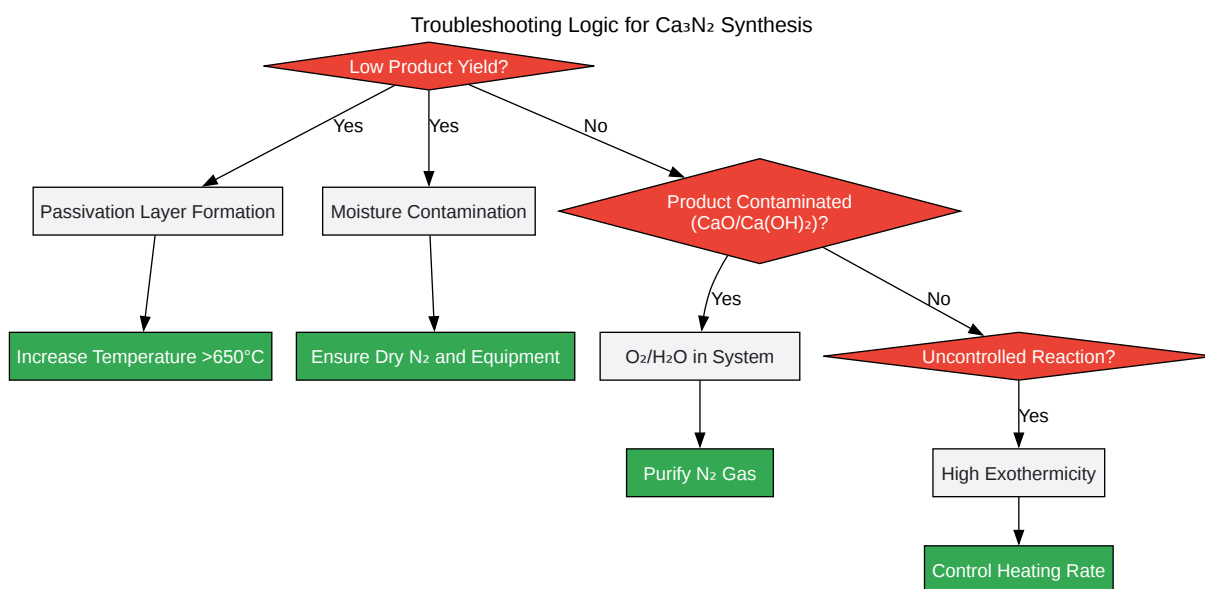 Troubleshooting Logic for Ca₃N₂ Synthesis
Low Product Yield?
Yes
Yes
No
Passivation Layer Formation
Moisture Contamination
Product Contaminated
(CaO/Ca(OH)₂)?
Yes
No
Increase Temperature >650°C
Ensure Dry N₂ and Equipment
O₂/H₂O in System
Uncontrolled Reaction?
Yes
Purify N₂ Gas
High Exothermicity
Control Heating Rate